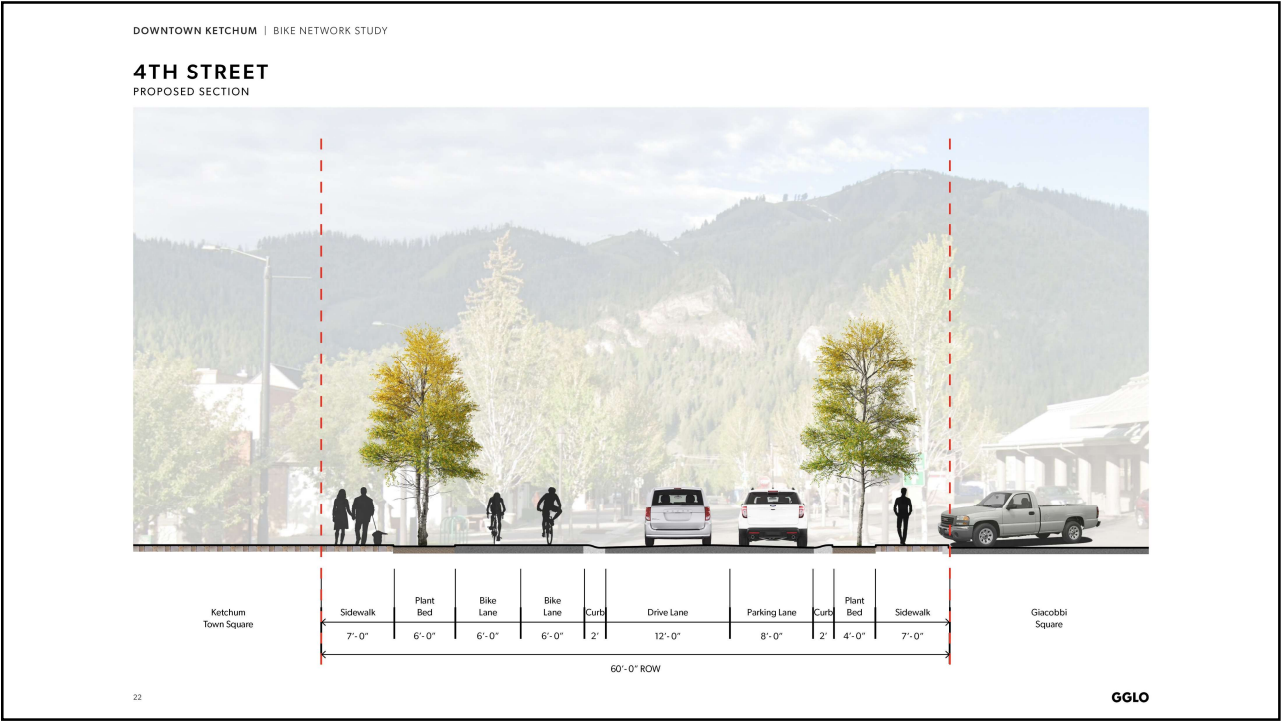 DOWNTOWN KETCHUM | BIKE NETWORK STUDY
4TH STREET
PROPOSED SECTION
Ketchum
Town Square
Sidewalk
Plant
Bed
Bike
Lane
Bike
Lane
Curb
Drive Lane
Parking Lane
Curb
Plant
Bed
Sidewalk
Giacobbi
Square
7'-0"
6'-0"
6'-0"
6'-0"
2'
12'-0"
8'-0"
2'
4'-0"
7'-0"
60'-0" ROW
22
GGLO